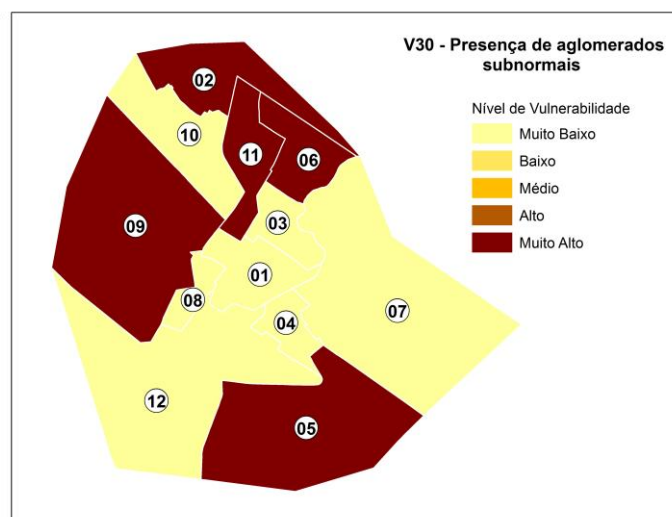 V30 - Presença de aglomerados
subnormais
Nível de Vulnerabilidade
Muito Baixo
Baixo
Médio
Alto
Muito Alto
02
10
11
06
09
03
01
08
04
07
12
05